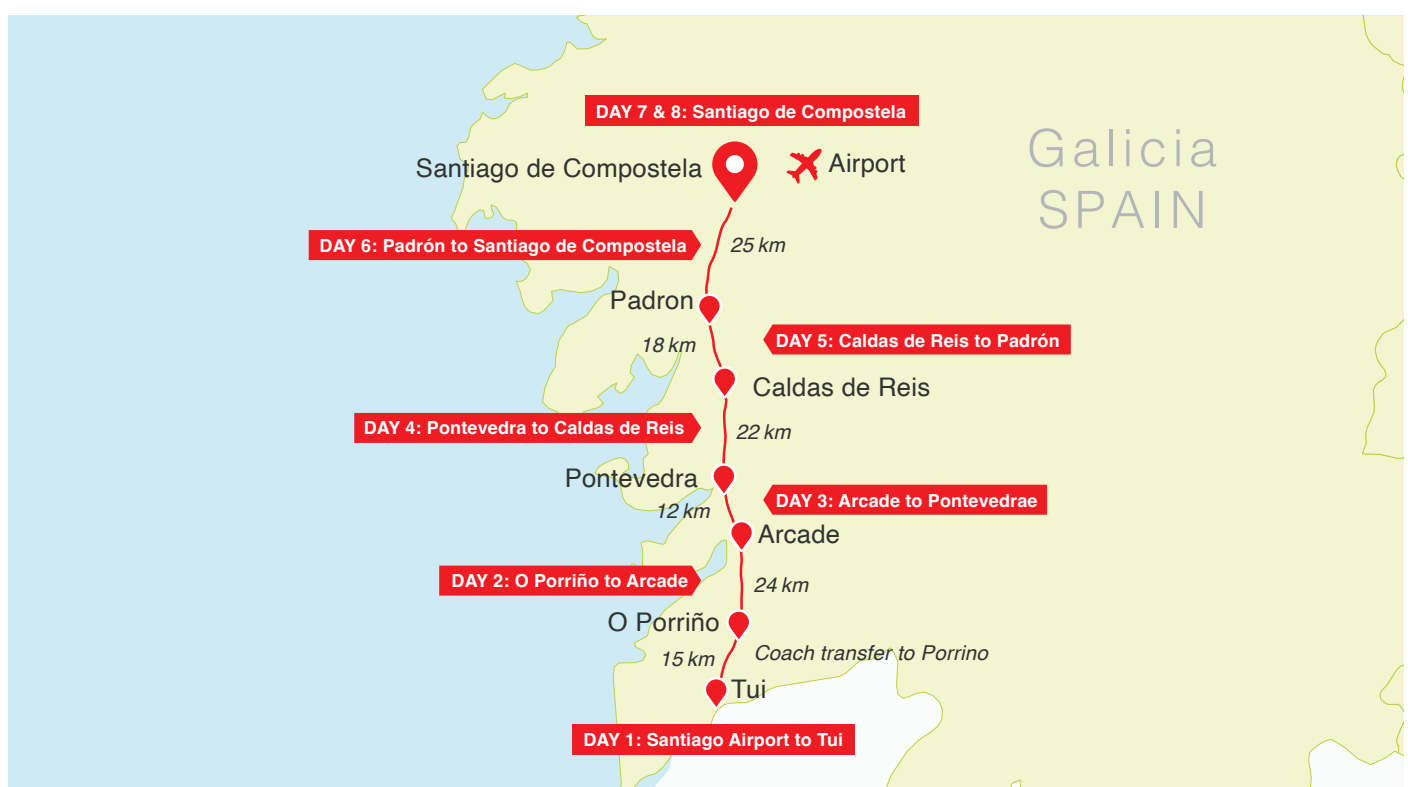 DAY 7 & 8: Santiago de Compostela
Santiago de Compostela
Airport
Galicia
SPAIN
DAY 6: Padrón to Santiago de Compostela
25 km
Padron
18 km
DAY 5: Caldas de Reis to Padrón
Caldas de Reis
DAY 4: Pontevedra to Caldas de Reis
22 km
Pontevedra
12 km
DAY 3: Arcade to Pontevedrae
Arcade
DAY 2: O Porriño to Arcade
24 km
O Porriño
15 km
Coach transfer to Porrino
Tui
DAY 1: Santiago Airport to Tui